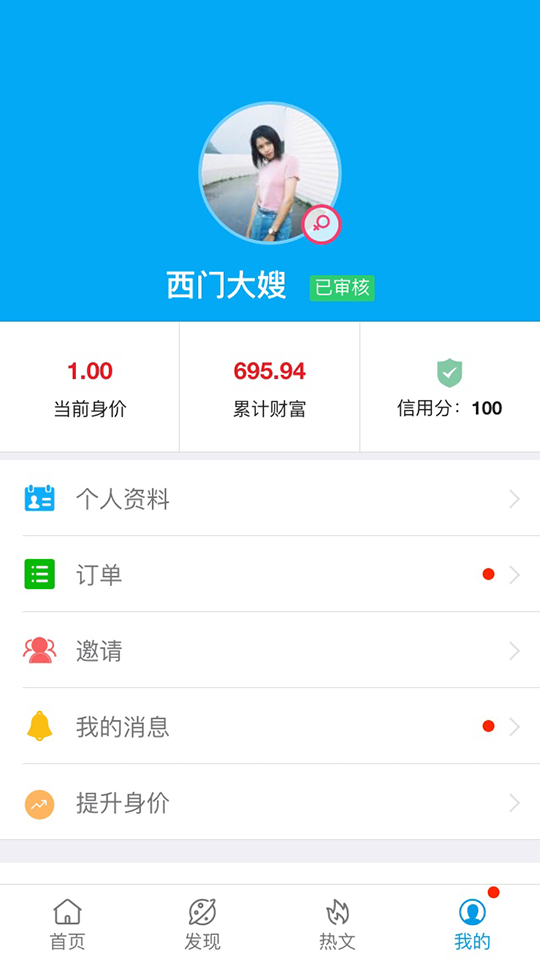 西门大嫂 已审核
1.00 695.94
当前身价 累计财富 信用分：100
个人资料
订单
邀请
我的消息
提升身价
首页 发现 热文 我的